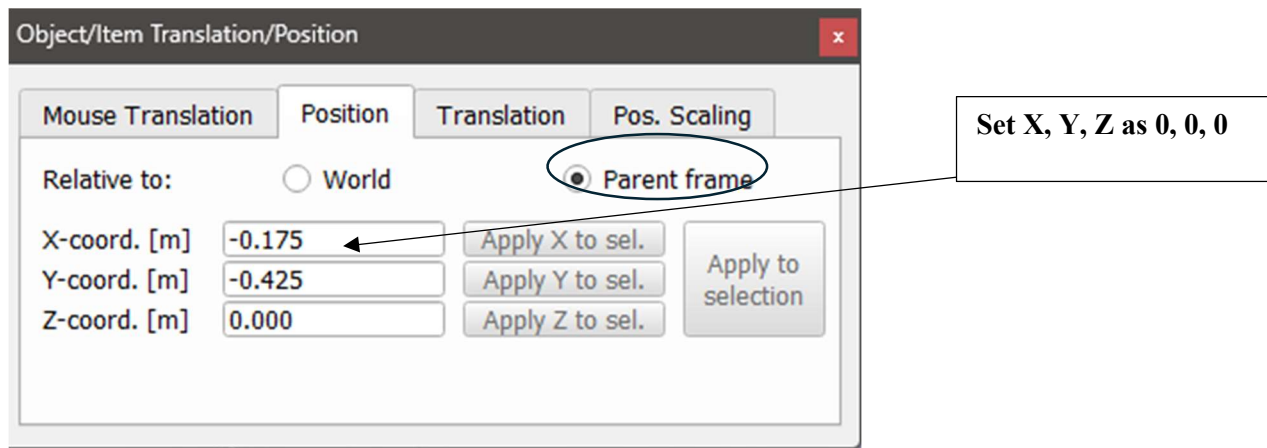 Object/Item Translation/Position
x
Mouse Translation Position Translation Pos. Scaling
Set X, Y, Z as 0, 0, 0
Relative to: World Parent frame
X-coord. [m] -0.175 Apply X to sel.
Y-coord. [m] -0.425 Apply Y to sel.
Z-coord. [m] 0.000 Apply Z to sel.
Apply to
selection